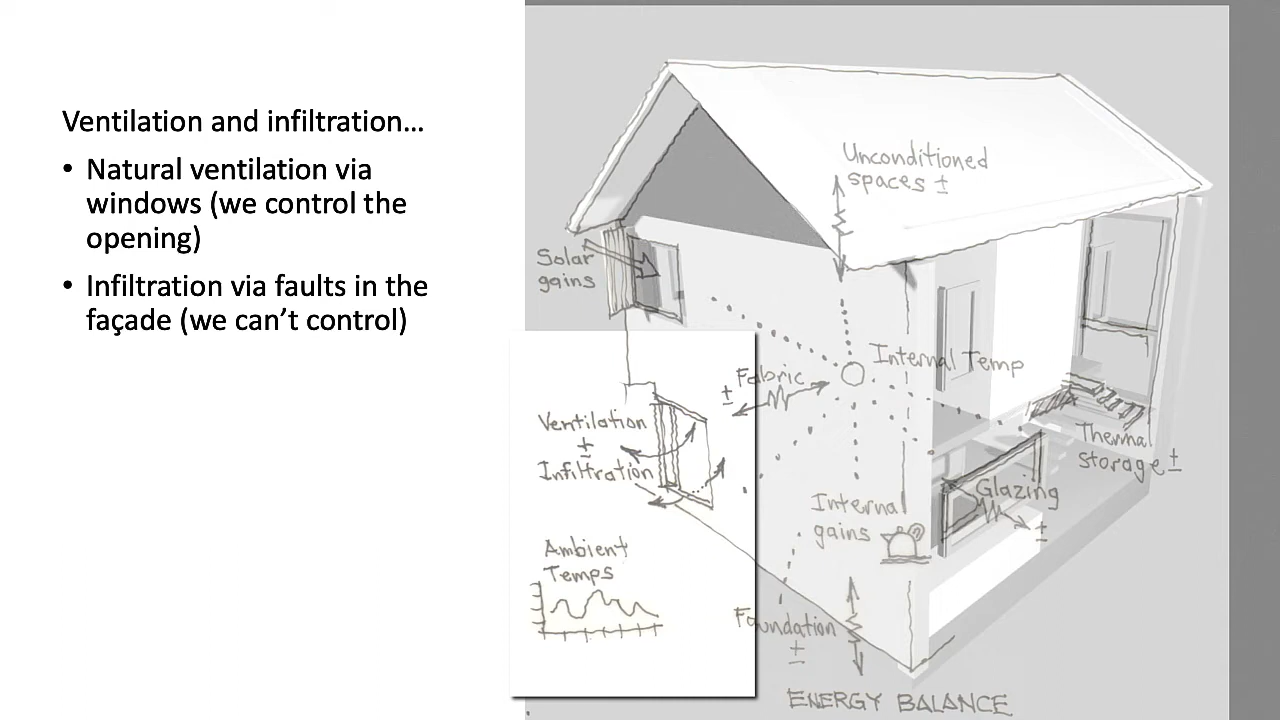 Ventilation and infiltration…
• Natural ventilation via
windows (we control the
opening)
• Infiltration via faults in the
façade (we can’t control)
Unconditioned
spaces ±
Solar
gains
Internal Temp
Fabric
±
Ventilation
±
Infiltration
Thermal
storage ±
Glazing
±
Internal
gains
Ambient
Temps
Foundation
±
ENERGY BALANCE